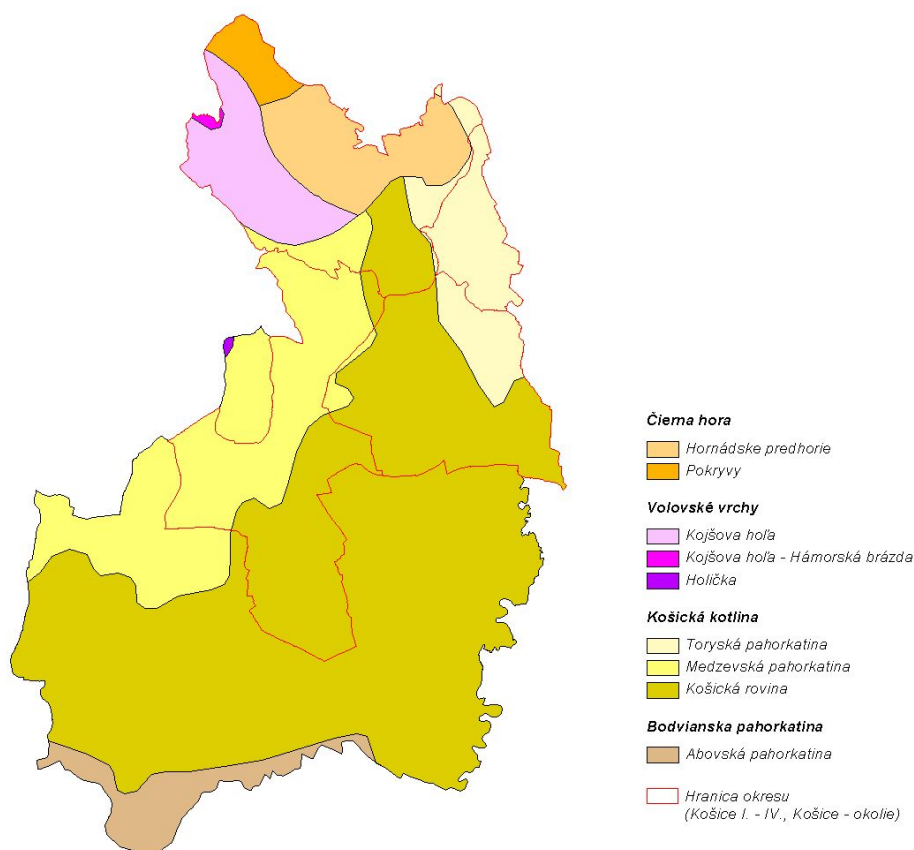 Čierna hora
Hornádske predhorie
Pokryvy
Volovské vrchy
Kojšova hoľa
Kojšova hoľa - Hámorská brázda
Holička
Košická kotlina
Toryská pahorkatina
Medzevská pahorkatina
Košická rovina
Bodvianska pahorkatina
Abovská pahorkatina
Hranica okresu
(Košice I. - IV., Košice - okolie)